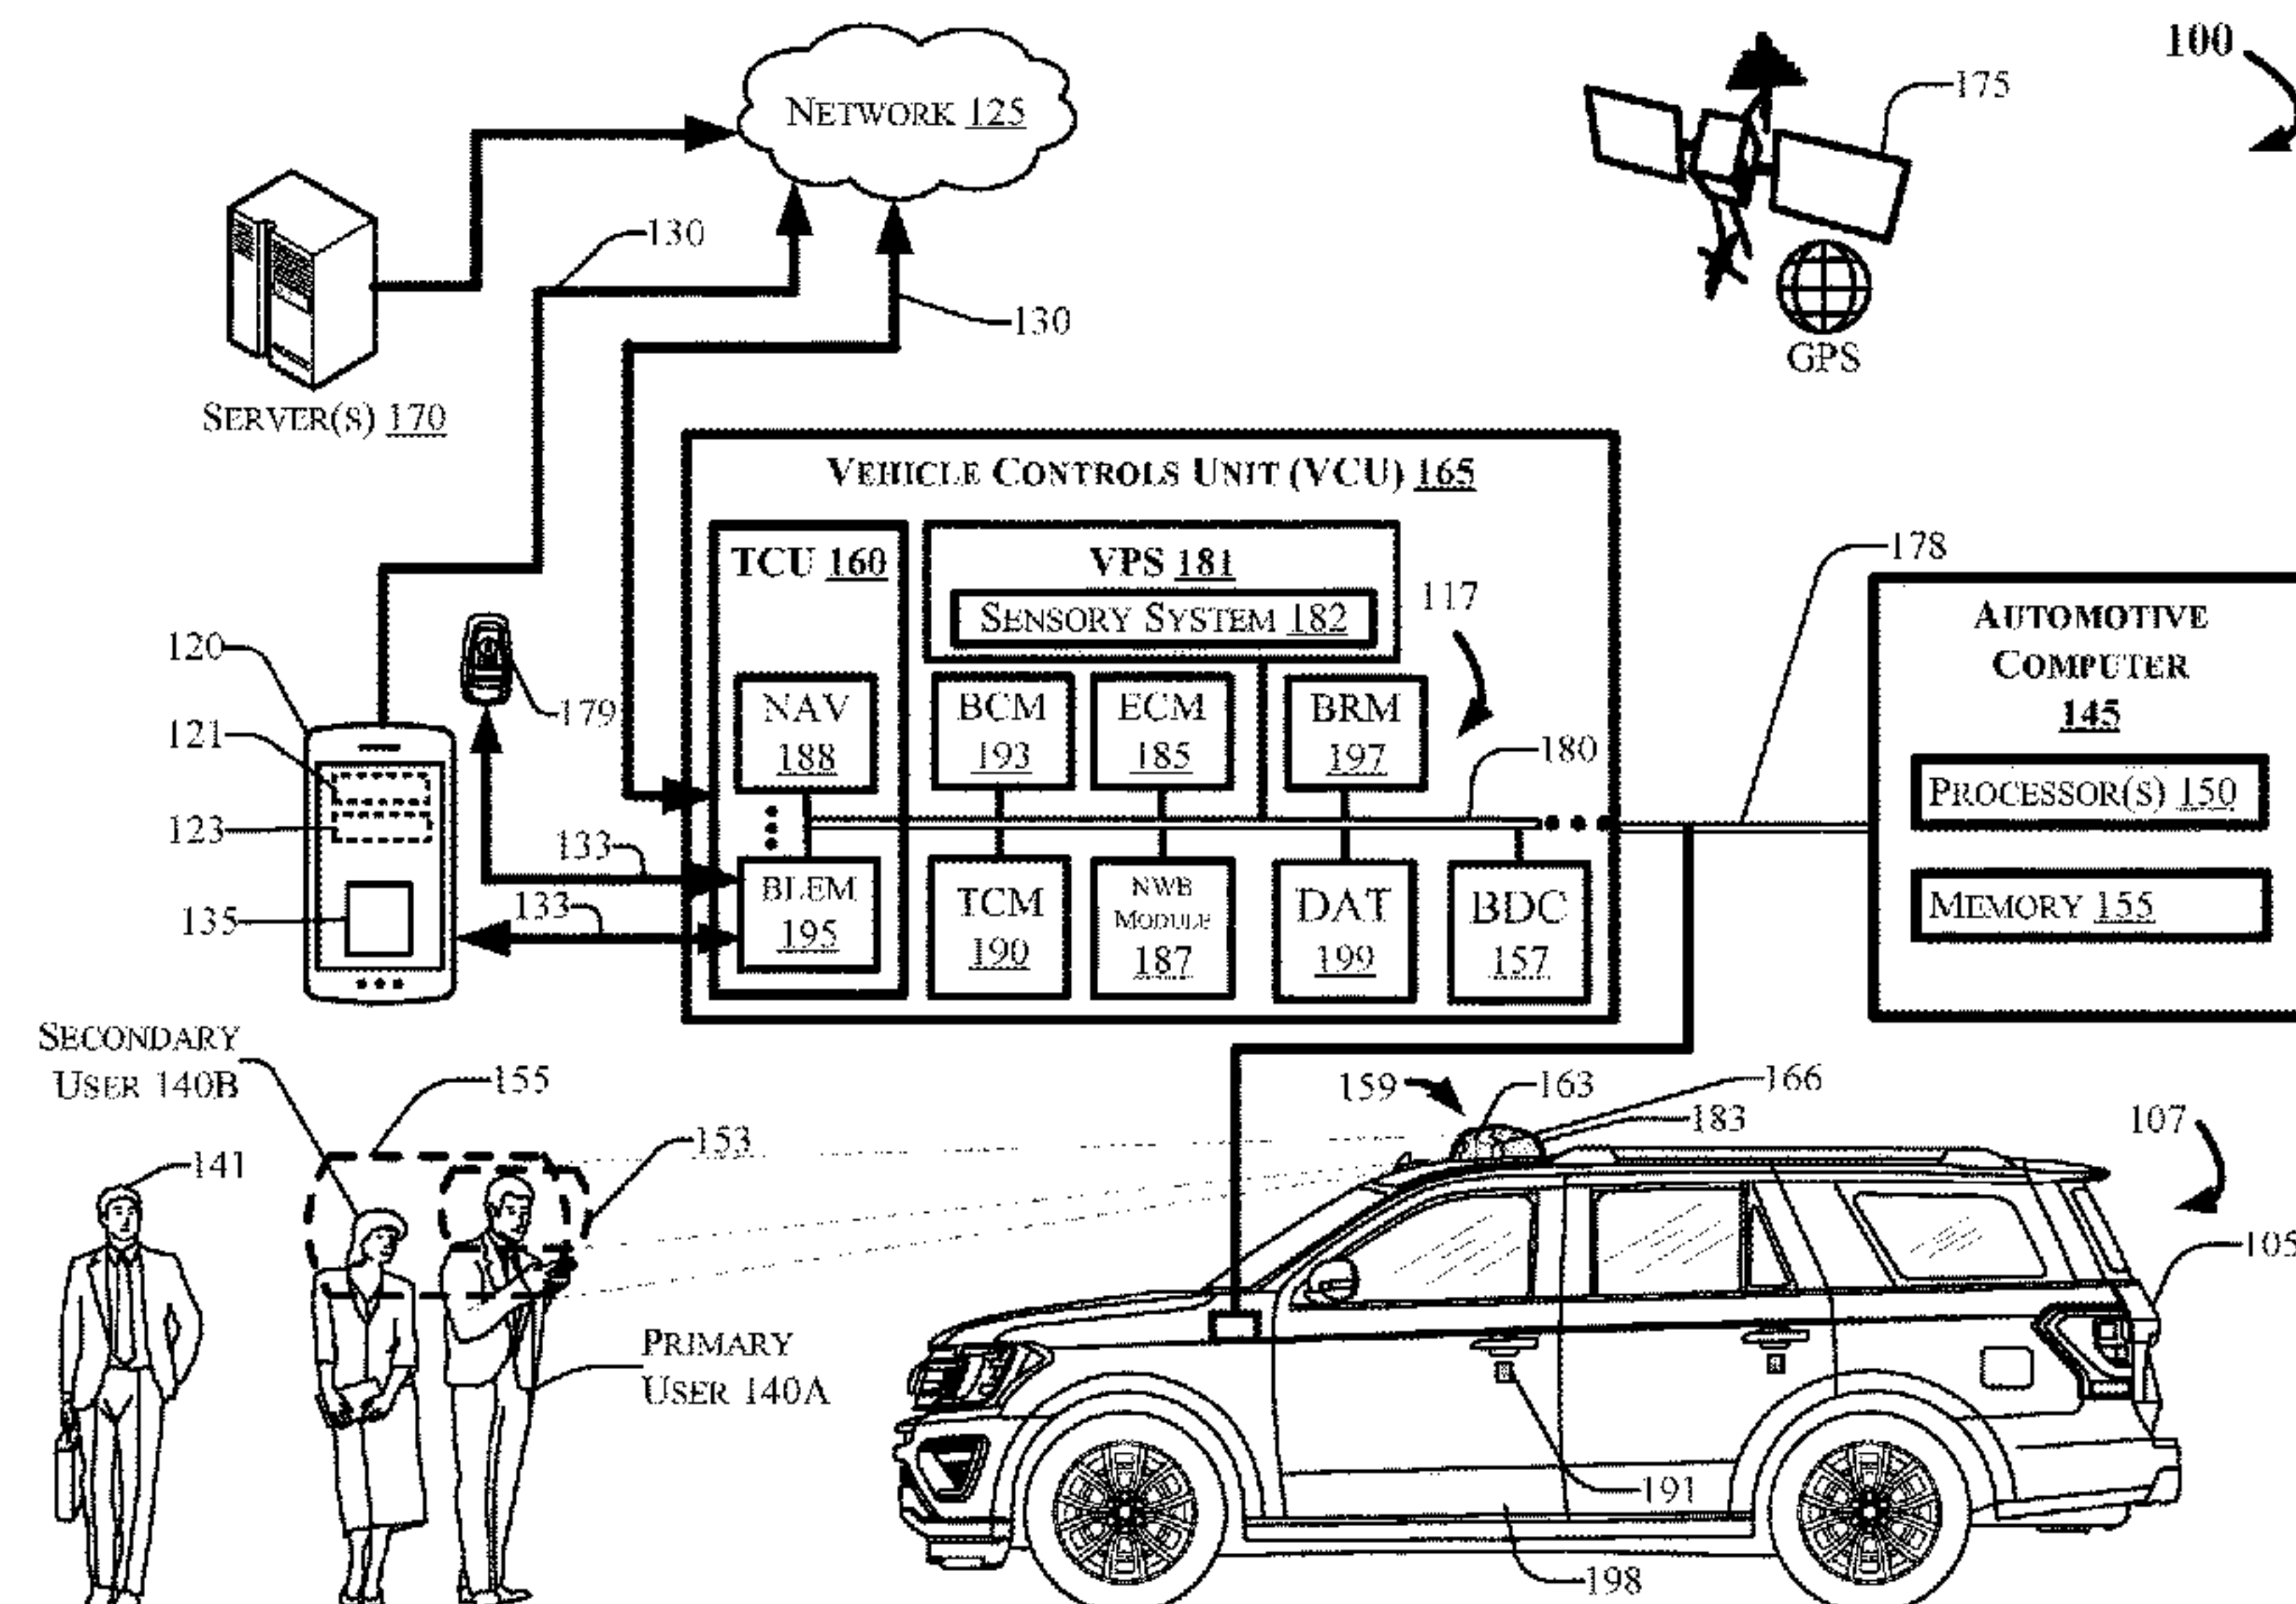 100
NETWORK 125
175
130
130
GPS
SERVER(S) 170
VEHICLE CONTROLS UNIT (VCU) 165
178
TCU 160
VPS 181
117
SENSORY SYSTEM 182
AUTOMOTIVE
COMPUTER
145
120
179
121
NAV
188
BCM
193
ECM
185
BRM
197
180
PROCESSOR(S) 150
123
133
BLEM
195
TCM
190
NWB
MODULE
187
DAT
199
BDC
157
MEMORY 155
135
133
SECONDARY
USER 140B
155
159
163
166
183
107
153
141
105
PRIMARY
USER 140A
191
198